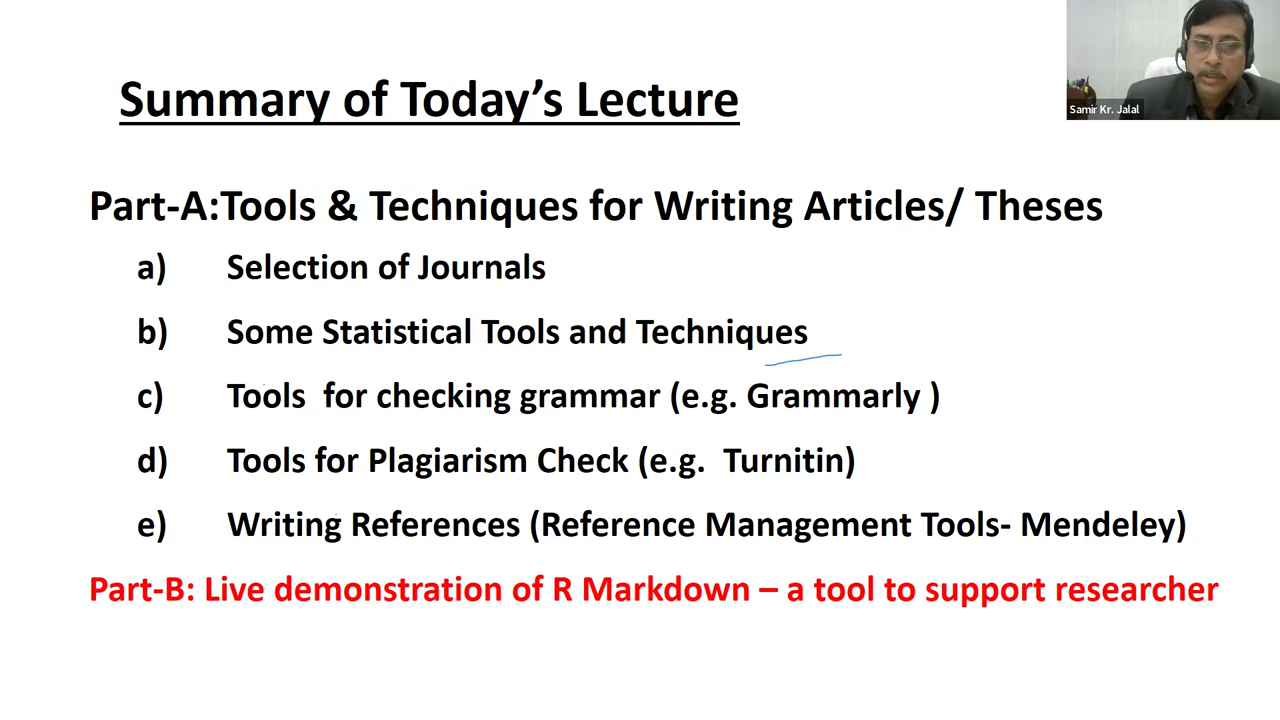 Summary of Today's Lecture
Samir Kr. Jalal
Part-A:Tools & Techniques for Writing Articles/ Theses
a) Selection of Journals
b) Some Statistical Tools and Techniques
c) Tools for checking grammar (e.g. Grammarly )
d) Tools for Plagiarism Check (e.g. Turnitin)
e) Writing References (Reference Management Tools- Mendeley)
Part-B: Live demonstration of R Markdown – a tool to support researcher